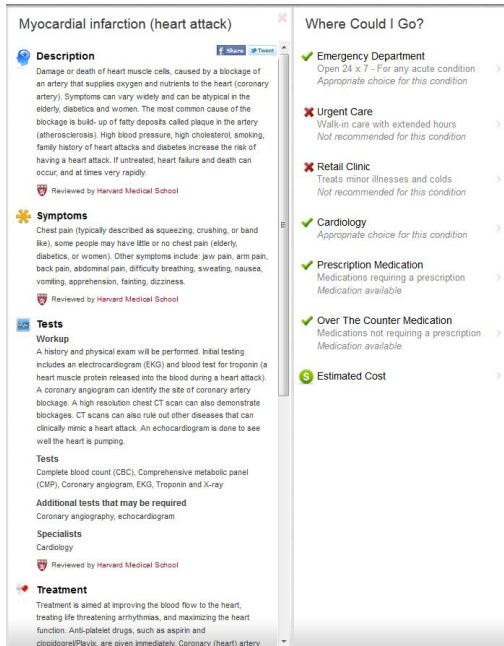 Myocardial infarction (heart attack)
Description
Share
Tweet
Damage or death of heart muscle cells, caused by a blockage of
an artery that supplies oxygen and nutrients to the heart (coronary
artery). Symptoms can vary widely and can be atypical in the
elderly, diabetics and women. The most common cause of the
blockage is build- up of fatty deposits called plaque in the artery
(atherosclerosis). High blood pressure, high cholesterol, smoking,
family history of heart attacks and diabetes increase the risk of
having a heart attack. If untreated, heart failure and death can
occur, and at times very rapidly.
Reviewed by Harvard Medical School
Symptoms
Chest pain (typically described as squeezing, crushing, or band
like), some people may have little or no chest pain (elderly,
diabetics, or women). Other symptoms include: jaw pain, arm pain,
back pain, abdominal pain, difficulty breathing, sweating, nausea,
vomiting, apprehension, fainting, dizziness.
Reviewed by Harvard Medical School
Tests
Workup
A history and physical exam will be performed. Initial testing
includes an electrocardiogram (EKG) and blood test for troponin (a
heart muscle protein released into the blood during a heart attack).
A coronary angiogram can identify the site of coronary artery
blockage. A high resolution chest CT scan can also demonstrate
blockages. CT scans can also rule out other diseases that can
clinically mimic a heart attack. An echocardiogram is done to see
well the heart is pumping.
Tests
Complete blood count (CBC), Comprehensive metabolic panel
(CMP), Coronary angiogram, EKG, Troponin and X-ray
Additional tests that may be required
Coronary angiography, echocardiogram
Specialists
Cardiology
Reviewed by Harvard Medical School
Treatment
Treatment is aimed at improving the blood flow to the heart,
treating life threatening arrhythmias, and maximizing the heart
function. Anti-platelet drugs, such as aspirin and
clopidogrel/Plavix, are given immediately. Coronary (heart) artery
Where Could I Go?
Emergency Department
Open 24 x 7 - For any acute condition
Appropriate choice for this condition
Urgent Care
Walk-in care with extended hours
Not recommended for this condition
Retail Clinic
Treats minor illnesses and colds
Not recommended for this condition
Cardiology
Appropriate choice for this condition
Prescription Medication
Medications requiring a prescription
Medication available
Over The Counter Medication
Medications not requiring a prescription
Medication available
Estimated Cost